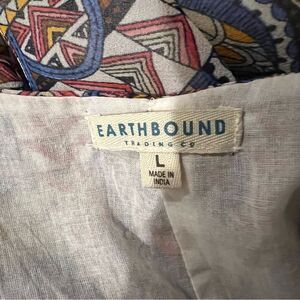 EARTHBOUND
TRADING CO
L
MADE IN
INDIA